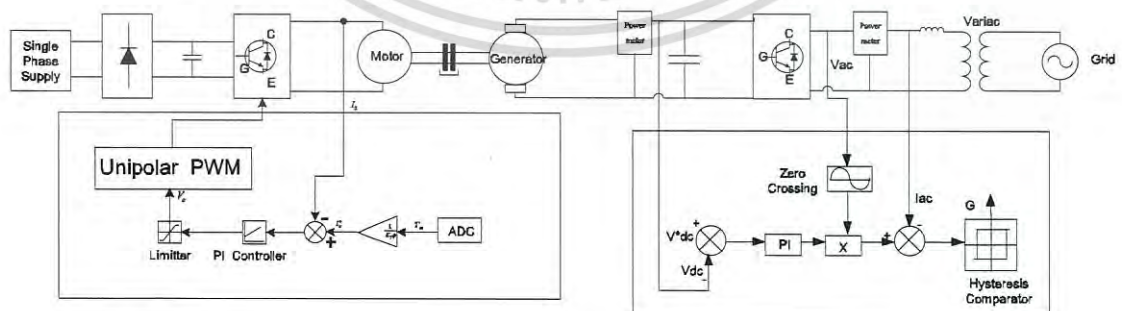 Single
Phase
Supply
C
G
E
Motor
Generator
Power
meter
C
G
E
Vac
Power
meter
Variac
Grid
Unipolar PWM
Limitter
PI Controller
ADC
Zero
Crossing
Iac
G
V*dc
+
Vdc
-
PI
X
+
-
Hysteresis
Comparator